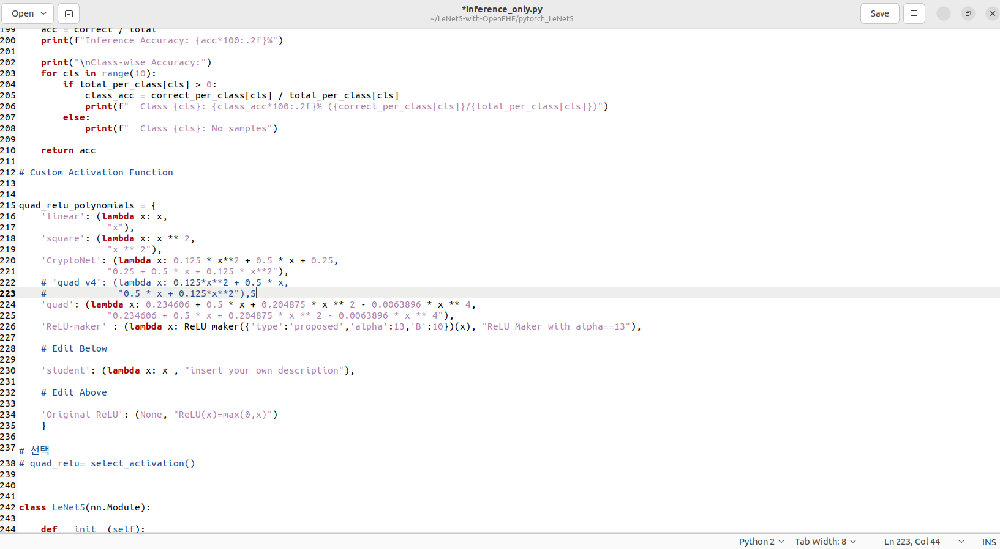 Open
*inference_only.py
~/LeNet5-with-OpenFHE/pytorch_LeNet5
Save
199     acc = correct / total
200     print(f"Inference Accuracy: {acc*100:.2f}%")
201
202     print("\nClass-wise Accuracy:")
203     for cls in range(10):
204         if total_per_class[cls] > 0:
205             class_acc = correct_per_class[cls] / total_per_class[cls]
206             print(f"  Class {cls}: {class_acc*100:.2f}% ({correct_per_class[cls]}/{total_per_class[cls]})")
207         else:
208             print(f"  Class {cls}: No samples")
209
210     return acc
211
212 # Custom Activation Function
213
214
215 quad_relu_polynomials = {
216     'linear': (lambda x: x,
217                 "x"),
218     'square': (lambda x: x ** 2,
219                 "x ** 2"),
220     'CryptoNet': (lambda x: 0.125 * x**2 + 0.5 * x + 0.25,
221                 "0.25 + 0.5 * x + 0.125 * x**2"),
222     # 'quad_v4': (lambda x: 0.125*x**2 + 0.5 * x,
223     #             "0.5 * x + 0.125*x**2"),S
224     'quad': (lambda x: 0.234606 + 0.5 * x + 0.204875 * x ** 2 - 0.0063896 * x ** 4,
225                 "0.234606 + 0.5 * x + 0.204875 * x ** 2 - 0.0063896 * x ** 4"),
226     'ReLU-maker' : (lambda x: ReLU_maker({'type':'proposed','alpha':13,'B':10})(x), "ReLU Maker with alpha==13"),
227
228     # Edit Below
229
230     'student': (lambda x: x , "insert your own description"),
231
232     # Edit Above
233
234     'Original ReLU': (None, "ReLU(x)=max(0,x)")
235     }
236
237 # 선택
238 # quad_relu= select_activation()
239
240
241
242 class LeNet5(nn.Module):
243
244     def __init__(self):
Python 2
Tab Width: 8
Ln 223, Col 44
INS